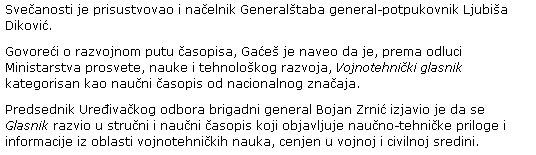 Svečanosti je prisustvovao i načelnik Generalštaba general-potpukovnik Ljubiša
Diković.
Govoreći o razvojnom putu časopisa, Gaćeš je naveo da je, prema odluci
Ministarstva prosvete, nauke i tehnološkog razvoja, Vojnotehnički glasnik
kategorisan kao naučni časopis od nacionalnog značaja.
Predsednik Uređivačkog odbora brigadni general Bojan Zrnić izjavio je da se
Glasnik razvio u stručni i naučni časopis koji objavljuje naučno-tehničke priloge i
informacije iz oblasti vojnotehničkih nauka, cenjen u vojnoj i civilnoj sredini.